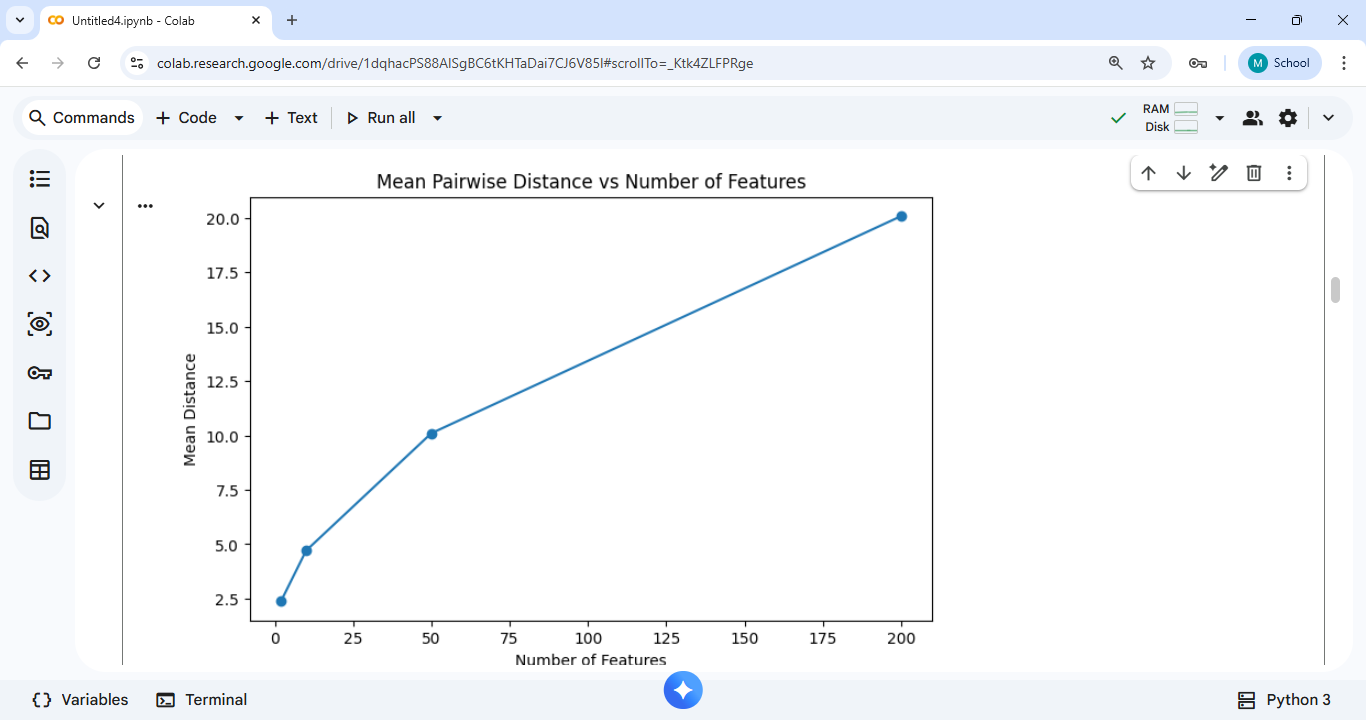 Untitled4.ipynb - Colab
colab.research.google.com/drive/1dqhacPS88AlSgBC6tKHTaDai7CJ6V85l#scrollTo=_Ktk4ZLFPRge
M School
Commands + Code + Text Run all
RAM
Disk
Mean Pairwise Distance vs Number of Features
20.0
17.5
15.0
12.5
10.0
7.5
5.0
2.5
Mean Distance
0 25 50 75 100 125 150 175 200
Number of Features
Variables Terminal Python 3